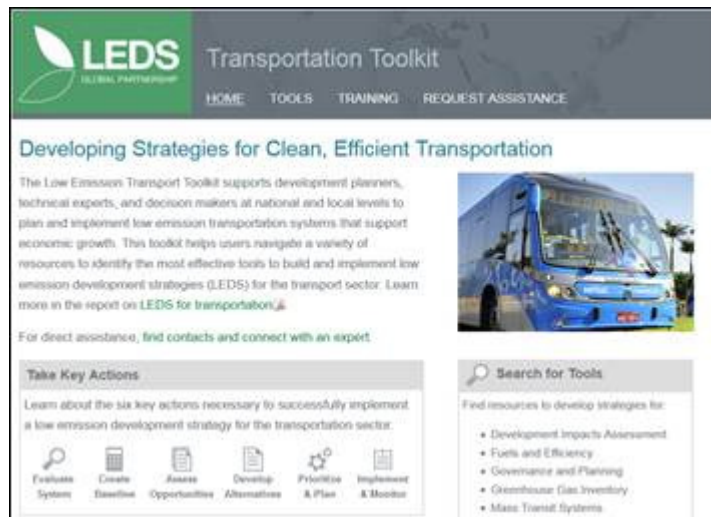 LEDS
GLOBAL PARTNERSHIP
Transportation Toolkit
HOME TOOLS TRAINING REQUEST ASSISTANCE
Developing Strategies for Clean, Efficient Transportation
The Low Emission Transport Toolkit supports development planners,
technical experts, and decision makers at national and local levels to
plan and implement low emission transportation systems that support
economic growth. This toolkit helps users navigate a variety of
resources to identify the most effective tools to build and implement low
emission development strategies (LEDS) for the transport sector. Learn
more in the report on LEDS for transportation
For direct assistance, find contacts and connect with an expert.
Take Key Actions
Learn about the six key actions necessary to successfully implement
a low emission development strategy for the transportation sector.
Evaluate System
Create Baseline
Assess Opportunities
Develop Alternatives
Prioritize & Plan
Implement & Monitor
Search for Tools
Find resources to develop strategies for:
• Development Impacts Assessment
• Fuels and Efficiency
• Governance and Planning
• Greenhouse Gas Inventory
• Mass Transit Systems